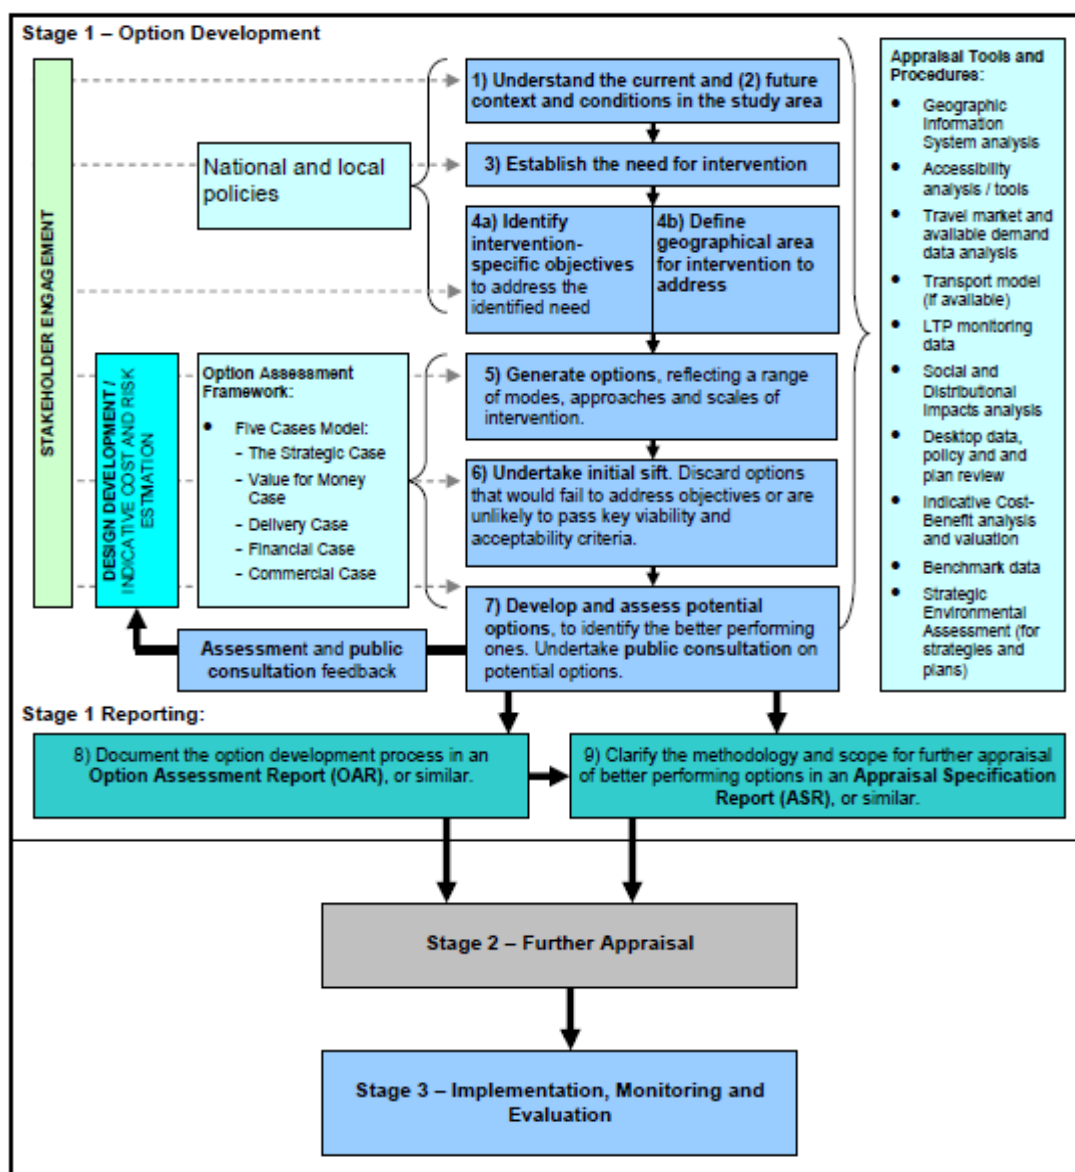 Stage 1 – Option Development
STAKEHOLDER ENGAGEMENT
National and local
policies
1) Understand the current and (2) future
context and conditions in the study area
3) Establish the need for intervention
4a) Identify
intervention-
specific objectives
to address the
identified need
4b) Define
geographical area
for intervention to
address
DESIGN DEVELOPMENT /
INDICATIVE COST AND RISK
ESTMATION
Option Assessment
Framework:
• Five Cases Model:
- The Strategic Case
- Value for Money
Case
- Delivery Case
- Financial Case
- Commercial Case
5) Generate options, reflecting a range
of modes, approaches and scales of
intervention.
6) Undertake initial sift. Discard options
that would fail to address objectives or are
unlikely to pass key viability and
acceptability criteria.
7) Develop and assess potential
options, to identify the better performing
ones. Undertake public consultation on
potential options.
Assessment and public
consultation feedback
Appraisal Tools and
Procedures:
• Geographic
Information
System analysis
• Accessibility
analysis / tools
• Travel market and
available demand
data analysis
• Transport model
(if available)
• LTP monitoring
data
• Social and
Distributional
Impacts analysis
• Desktop data,
policy and and
plan review
• Indicative Cost-
Benefit analysis
and valuation
• Benchmark data
• Strategic
Environmental
Assessment (for
strategies and
plans)
Stage 1 Reporting:
8) Document the option development process in an
Option Assessment Report (OAR), or similar.
9) Clarify the methodology and scope for further appraisal
of better performing options in an Appraisal Specification
Report (ASR), or similar.
Stage 2 – Further Appraisal
Stage 3 – Implementation, Monitoring and
Evaluation